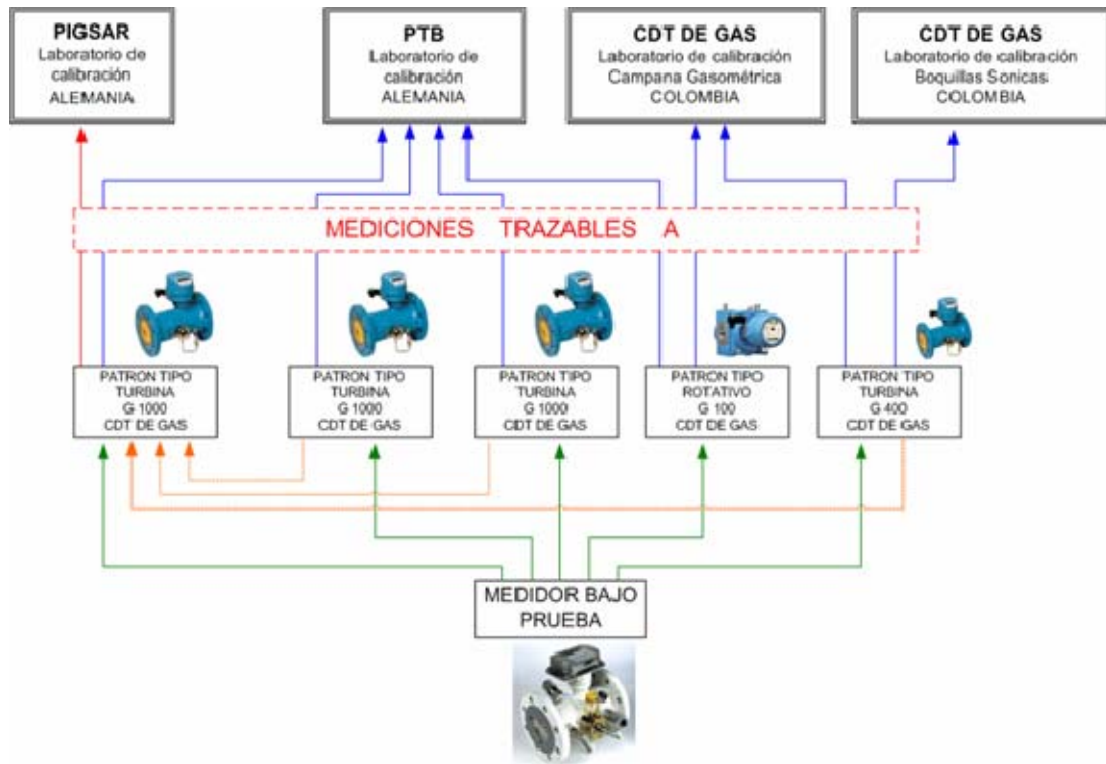 PIGSAR
Laboratorio de
calibración
ALEMANIA
PTB
Laboratorio de
calibración
ALEMANIA
CDT DE GAS
Laboratorio de calibración
Campana Gasométrica
COLOMBIA
CDT DE GAS
Laboratorio de calibración
Boquillas Sonicas
COLOMBIA
MEDICIONES TRAZABLES A
PATRON TIPO
TURBINA
G 1000
CDT DE GAS
PATRON TIPO
TURBINA
G 1000
CDT DE GAS
PATRON TIPO
TURBINA
G 1000
CDT DE GAS
PATRON TIPO
ROTATIVO
G 100
CDT DE GAS
PATRON TIPO
TURBINA
G 400
CDT DE GAS
MEDIDOR BAJO
PRUEBA